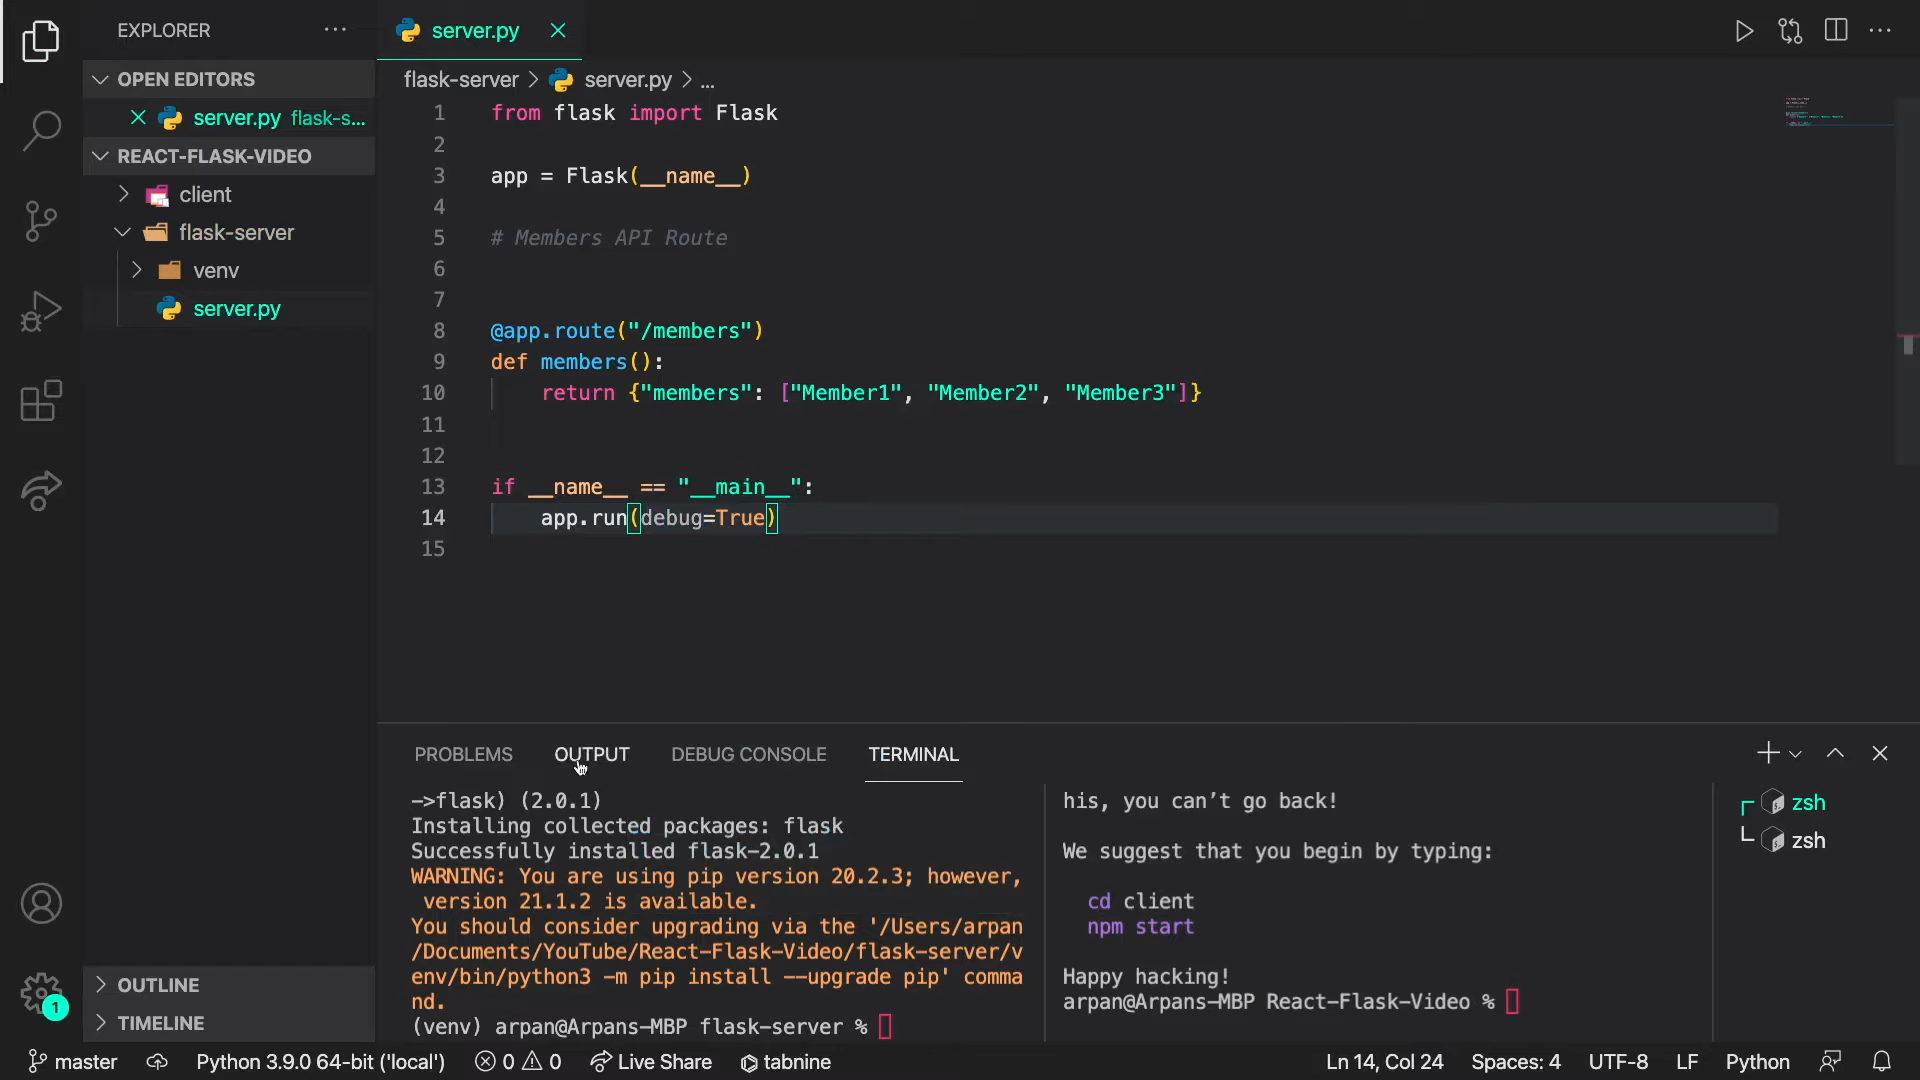 EXPLORER
OPEN EDITORS
server.py flask-s...
REACT-FLASK-VIDEO
client
flask-server
venv
server.py
OUTLINE
TIMELINE
server.py
flask-server > server.py > ...
1 from flask import Flask
2
3 app = Flask(__name__)
4
5 # Members API Route
6
7
8 @app.route("/members")
9 def members():
10 return {"members": ["Member1", "Member2", "Member3"]}
11
12
13 if __name__ == "__main__":
14 app.run(debug=True)
15
PROBLEMS OUTPUT DEBUG CONSOLE TERMINAL
->flask) (2.0.1)
Installing collected packages: flask
Successfully installed flask-2.0.1
WARNING: You are using pip version 20.2.3; however,
version 21.1.2 is available.
You should consider upgrading via the '/Users/arpan
/Documents/YouTube/React-Flask-Video/flask-server/v
env/bin/python3 -m pip install --upgrade pip' comma
nd.
(venv) arpan@Arpans-MBP flask-server %
his, you can't go back!
We suggest that you begin by typing:
cd client
npm start
Happy hacking!
arpan@Arpans-MBP React-Flask-Video %
zsh
zsh
1
master Python 3.9.0 64-bit ('local') 0 0 Live Share tabnine Ln 14, Col 24 Spaces: 4 UTF-8 LF Python